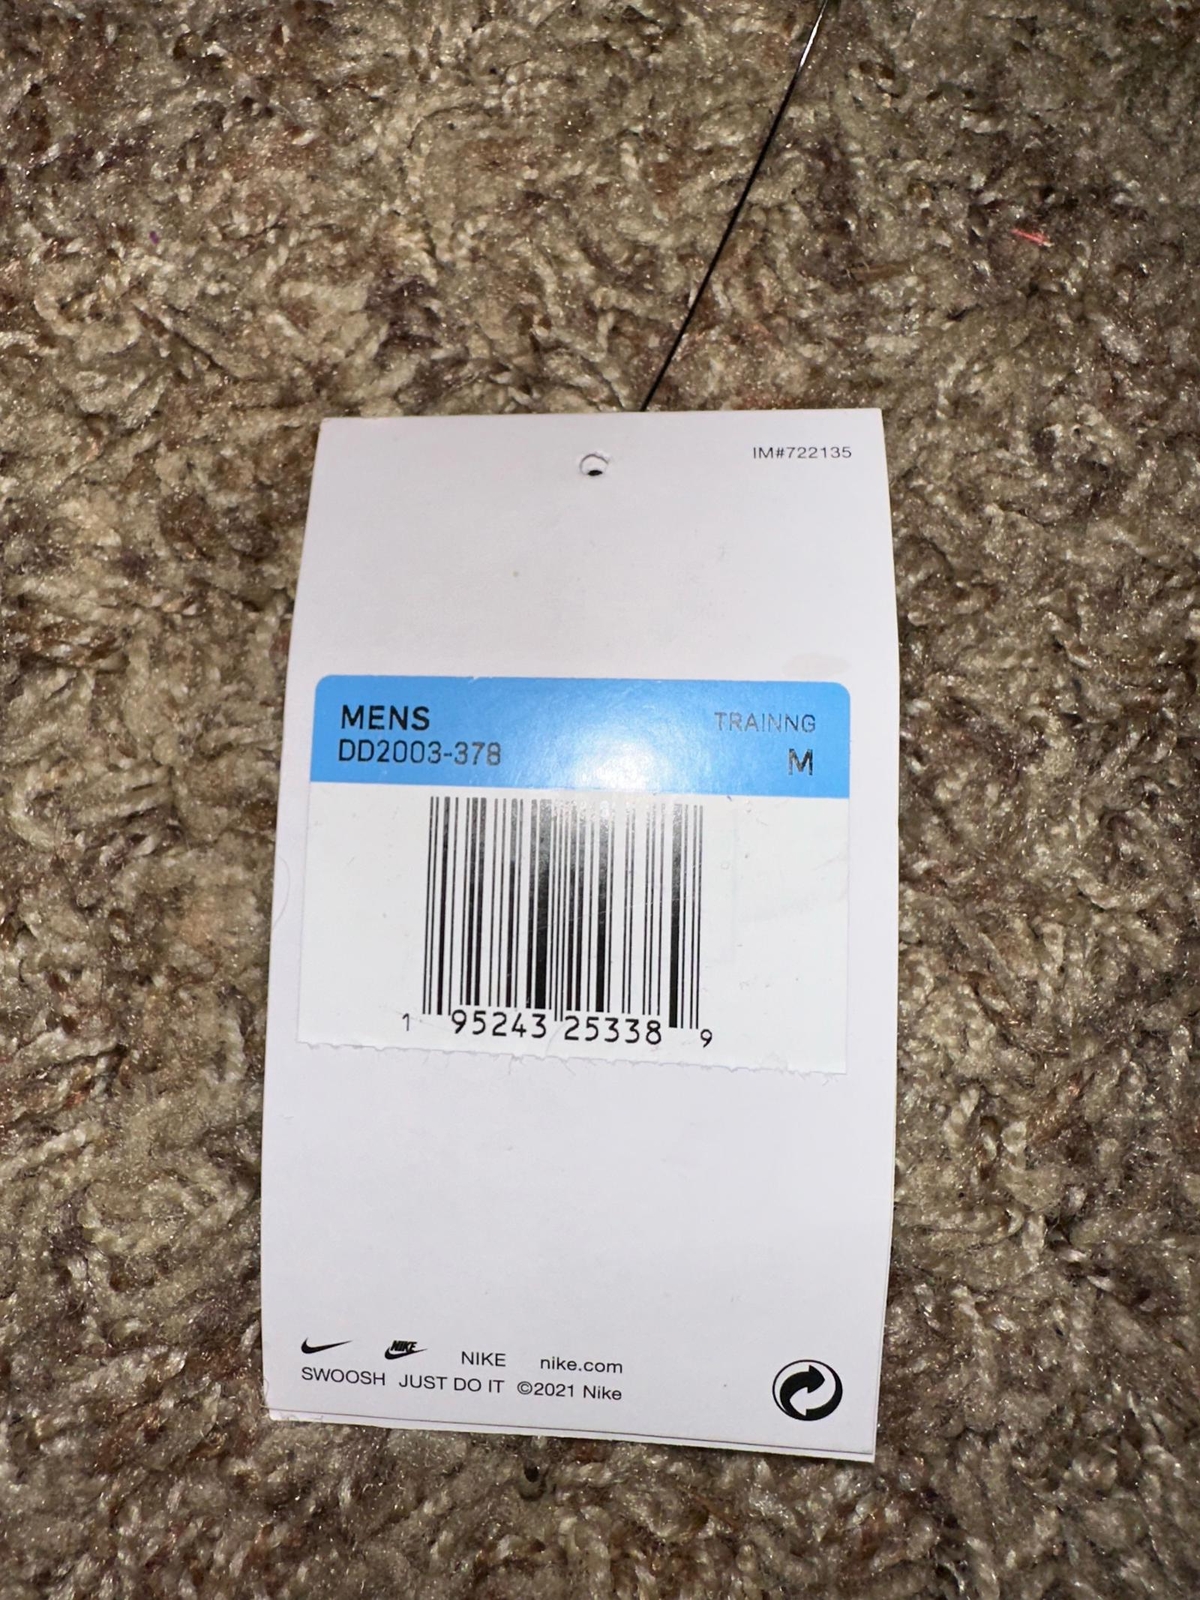 IM#722135
MENS
TRAINNG
DD2003-378
M
1 95243 25338 9
NIKE
NIKE nike.com
SWOOSH JUST DO IT ©2021 Nike